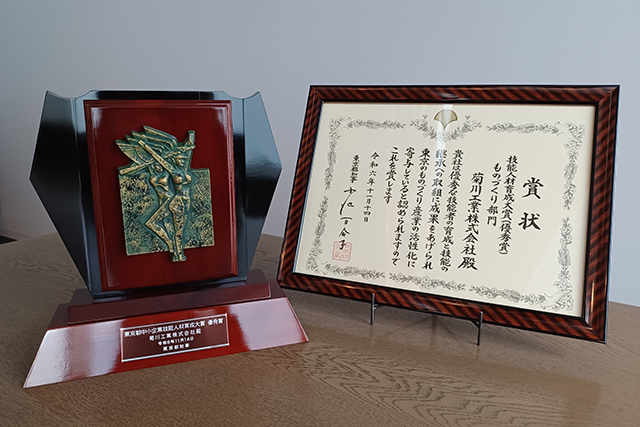 東京都中小企業技能人材育成大賞 優秀賞
菊川工業株式会社殿
令和6年11月14日
東京都知事
賞状
技能人材育成大賞(優秀賞)
ものづくり部門
菊川工業株式会社殿
貴社は優秀な技能者の育成と技能の
継承への取組に成果をあげられ
東京のものづくり産業の活性化に
寄与していると認められますので
これを賞します
令和六年十一月十四日
東京都知事 小池百合子